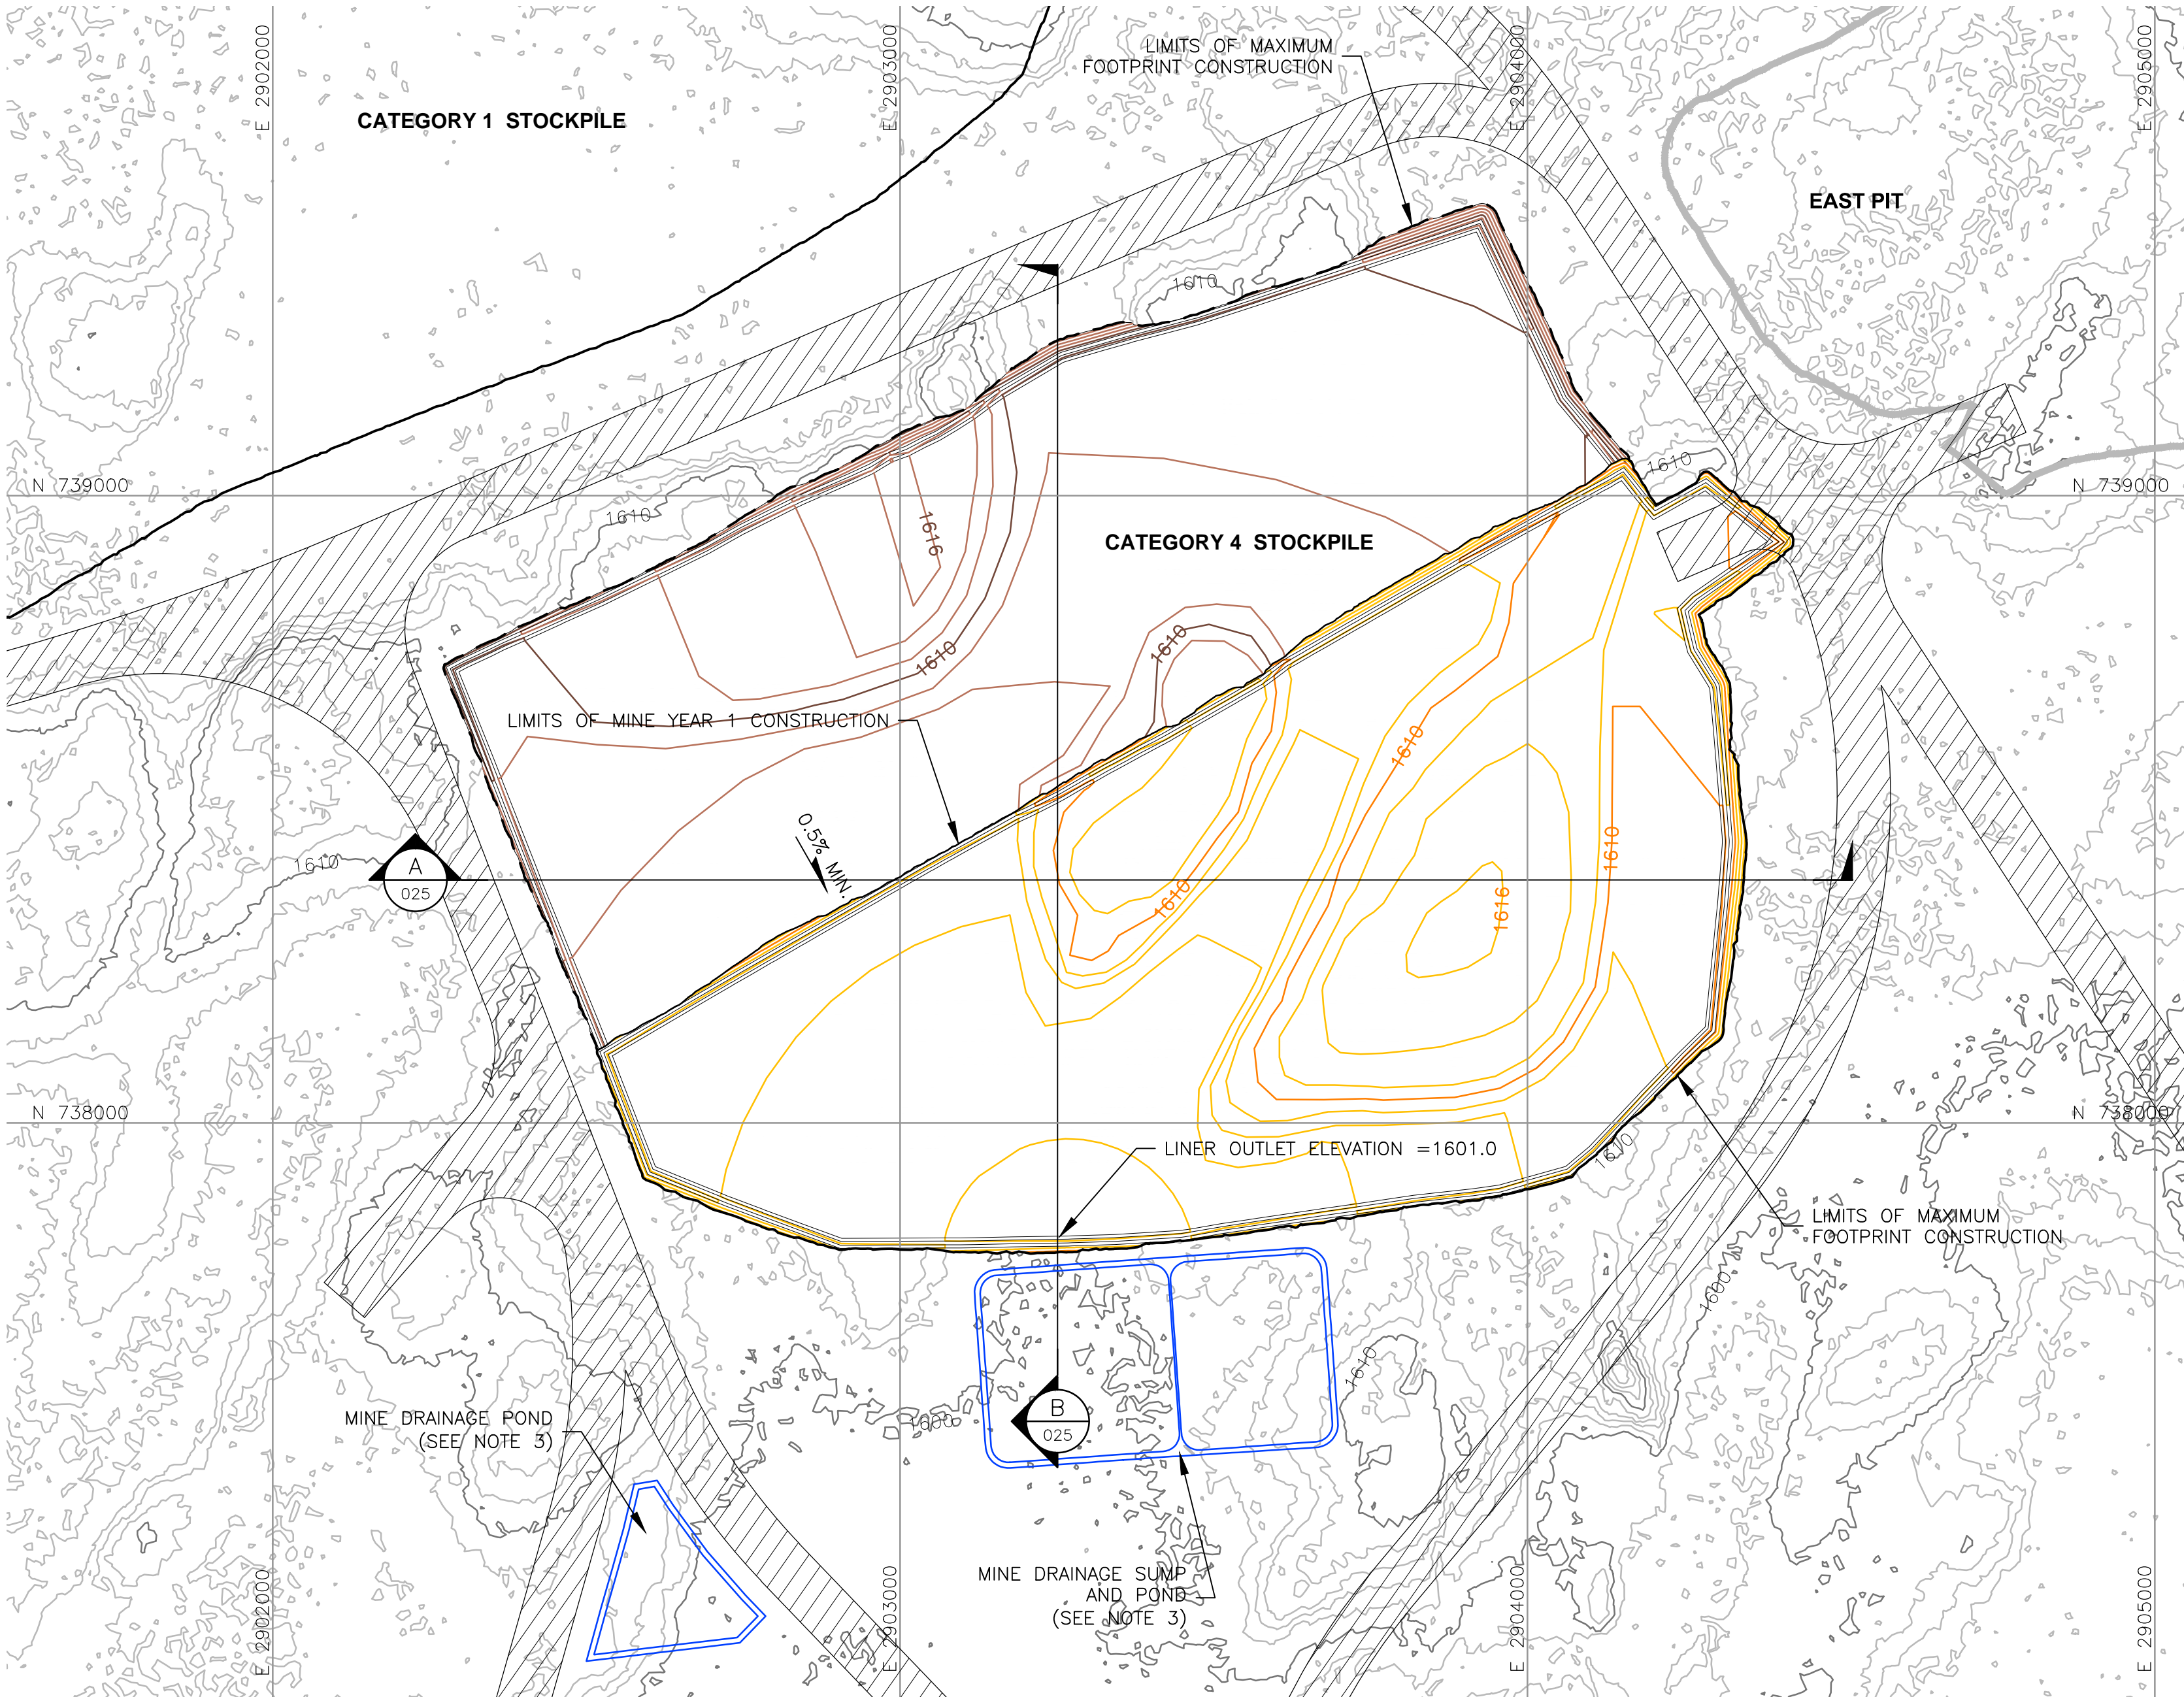 E 2902000
E 2903000
LIMITS OF MAXIMUM
FOOTPRINT CONSTRUCTION
E 2904000
E 2905000
CATEGORY 1 STOCKPILE
EAST PIT
1610
N 739000
1610
1610
N 739000
1616
CATEGORY 4 STOCKPILE
1610
1610
LIMITS OF MINE YEAR 1 CONSTRUCTION
1610
0.5% MIN.
1610
1610
A
025
1610
1616
N 738000
N 738000
LINER OUTLET ELEVATION =1601.0
1610
LIMITS OF MAXIMUM
FOOTPRINT CONSTRUCTION
1600
1610
MINE DRAINAGE POND
(SEE NOTE 3)
1600
B
025
MINE DRAINAGE SUMP
AND POND
(SEE NOTE 3)
E 2902000
E 2903000
E 2904000
E 2905000